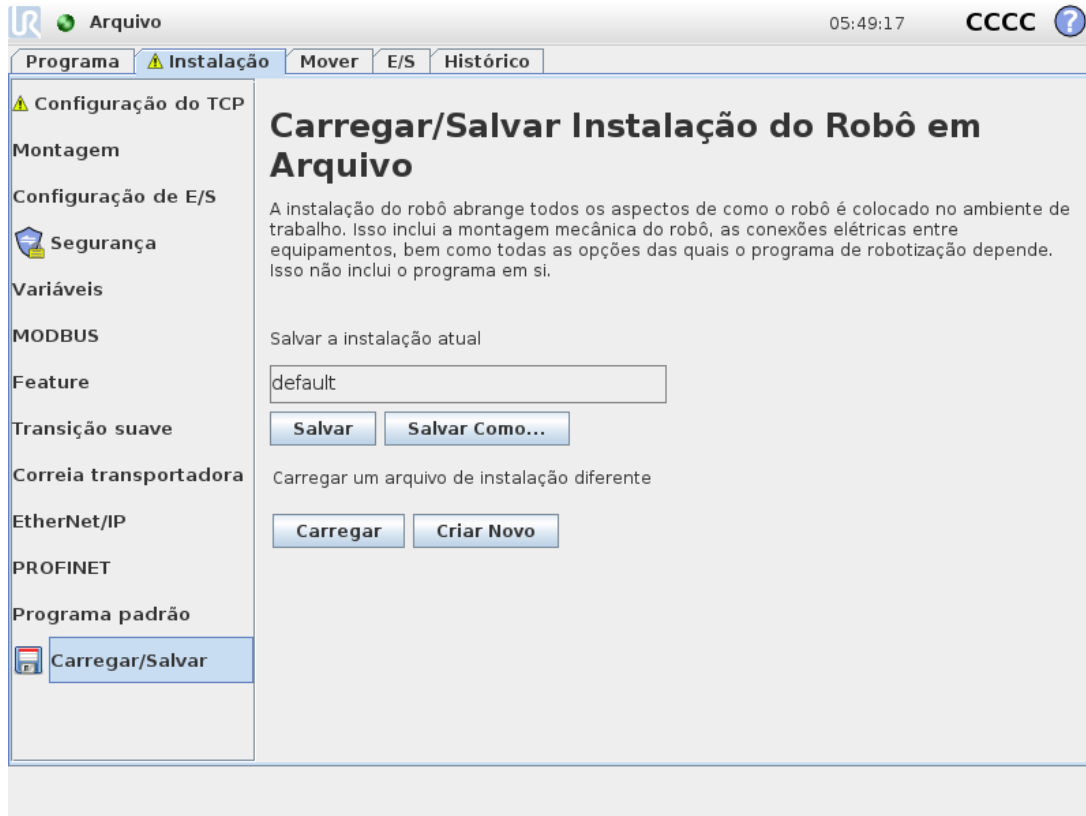 UR Arquivo 05:49:17 CCCC ?
Programa Instalação Mover E/S Histórico
Configuração do TCP
Montagem
Configuração de E/S
Segurança
Variáveis
MODBUS
Feature
Transição suave
Correia transportadora
EtherNet/IP
PROFINET
Programa padrão
Carregar/Salvar
Carregar/Salvar Instalação do Robô em
Arquivo
A instalação do robô abrange todos os aspectos de como o robô é colocado no ambiente de
trabalho. Isso inclui a montagem mecânica do robô, as conexões elétricas entre
equipamentos, bem como todas as opções das quais o programa de robotização depende.
Isso não inclui o programa em si.
Salvar a instalação atual
default
Salvar Salvar Como...
Carregar um arquivo de instalação diferente
Carregar Criar Novo